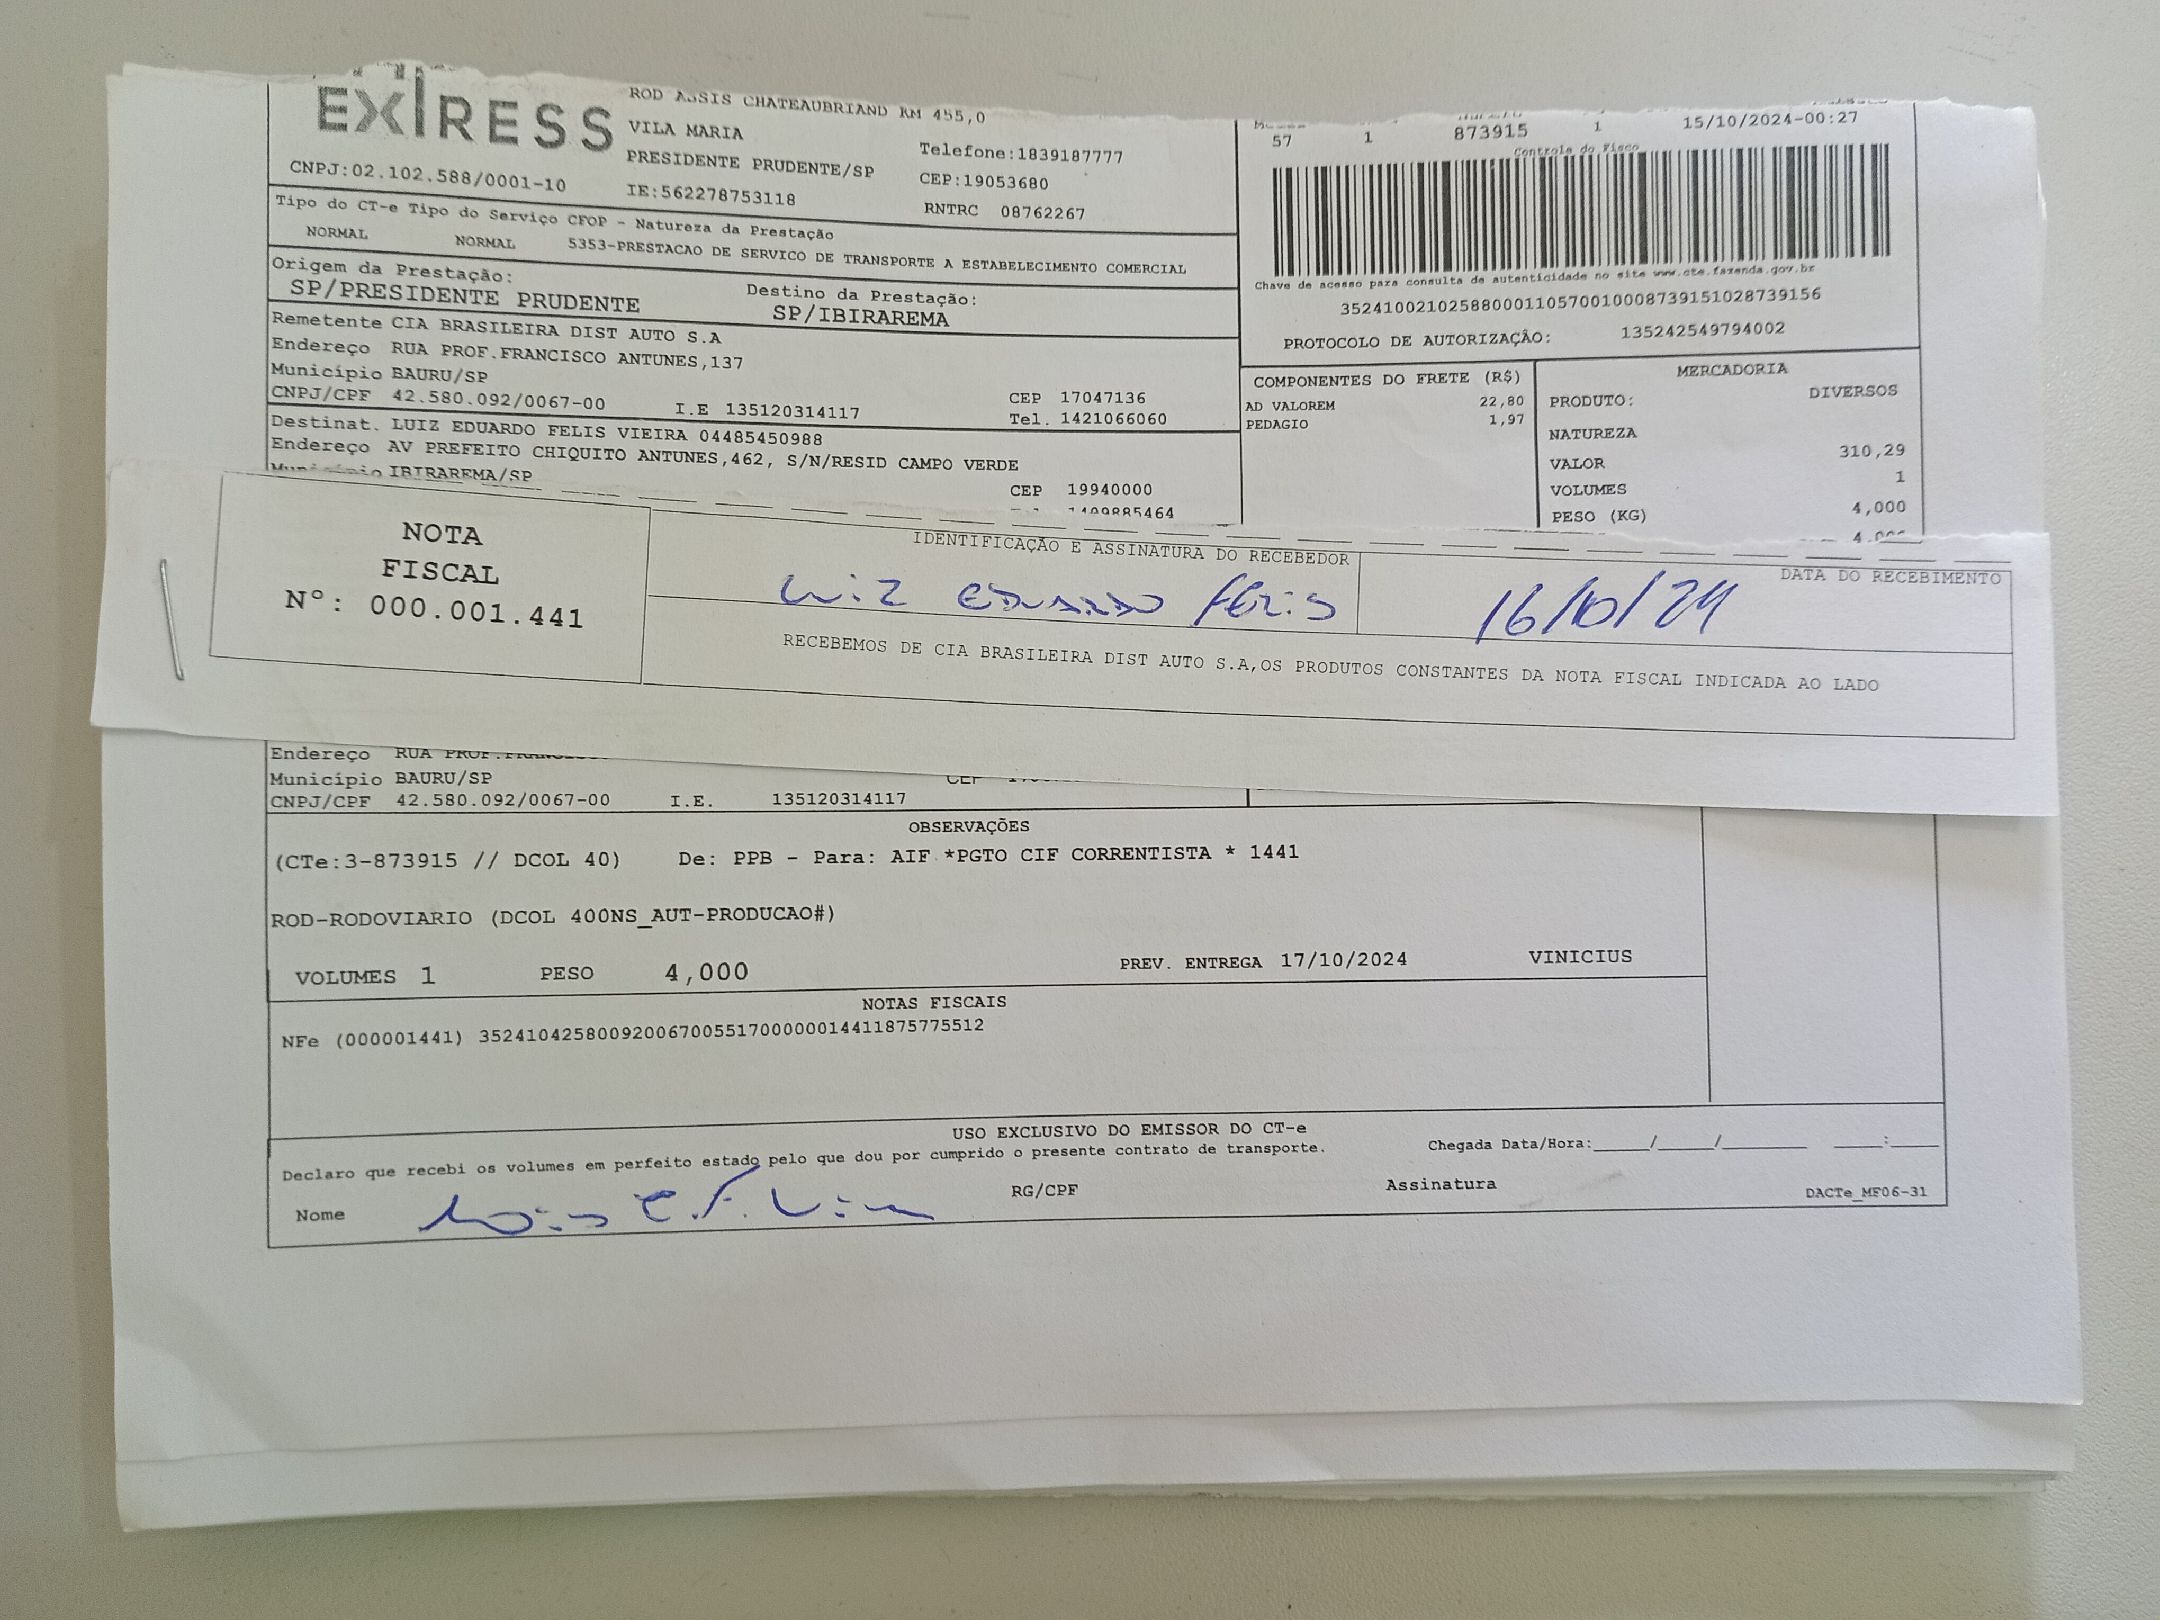 EXPRESS
ROD ASSIS CHATEAUBRIAND KM 455,0
VILA MARIA
PRESIDENTE PRUDENTE/SP
Telefone:1839187777
CEP:19053680
CNPJ:02.102.588/0001-10
IE:562278753118
RNTRC 08762267
57 1 873915 1 15/10/2024-00:27
Controle do Fisco
Tipo do CT-e Tipo do Serviço CFOP - Natureza da Prestação
NORMAL NORMAL 5353-PRESTACAO DE SERVICO DE TRANSPORTE A ESTABELECIMENTO COMERCIAL
Chave de acesso para consulta de autenticidade no site www.cte.fazenda.gov.br
35241002102588000110570010008739151028739156
PROTOCOLO DE AUTORIZAÇÃO: 135242549794002
Origem da Prestação:
SP/PRESIDENTE PRUDENTE
Destino da Prestação:
SP/IBIRAREMA
Remetente CIA BRASILEIRA DIST AUTO S.A
Endereço RUA PROF.FRANCISCO ANTUNES,137
Município BAURU/SP
CEP 17047136
CNPJ/CPF 42.580.092/0067-00 I.E 135120314117 Tel. 1421066060
COMPONENTES DO FRETE (R$)
AD VALOREM 22,80
PEDAGIO 1,97
MERCADORIA
PRODUTO: DIVERSOS
NATUREZA
VALOR 310,29
VOLUMES 1
PESO (KG) 4,000
Destinat. LUIZ EDUARDO FELIS VIEIRA 04485450988
Endereço AV PREFEITO CHIQUITO ANTUNES,462, S/N/RESID CAMPO VERDE
Município IBIRAREMA/SP
CEP 19940000
NOTA
FISCAL
N°: 000.001.441
IDENTIFICAÇÃO E ASSINATURA DO RECEBEDOR
Luiz Eduardo Felis
DATA DO RECEBIMENTO
16/10/24
RECEBEMOS DE CIA BRASILEIRA DIST AUTO S.A,OS PRODUTOS CONSTANTES DA NOTA FISCAL INDICADA AO LADO
Endereço RUA PROF.
Município BAURU/SP
CNPJ/CPF 42.580.092/0067-00 I.E. 135120314117
OBSERVAÇÕES
(CTe:3-873915 // DCOL 40) De: PPB - Para: AIF *PGTO CIF CORRENTISTA * 1441
ROD-RODOVIARIO (DCOL 400NS_AUT-PRODUCAO#)
VOLUMES 1 PESO 4,000 PREV. ENTREGA 17/10/2024 VINICIUS
NOTAS FISCAIS
NFe (000001441) 35241042580092006700551700000014411875775512
USO EXCLUSIVO DO EMISSOR DO CT-e
Declaro que recebi os volumes em perfeito estado pelo que dou por cumprido o presente contrato de transporte.
Chegada Data/Hora:_____/_____/________ _____:_____
Nome RG/CPF Assinatura DACTe_MF06-31